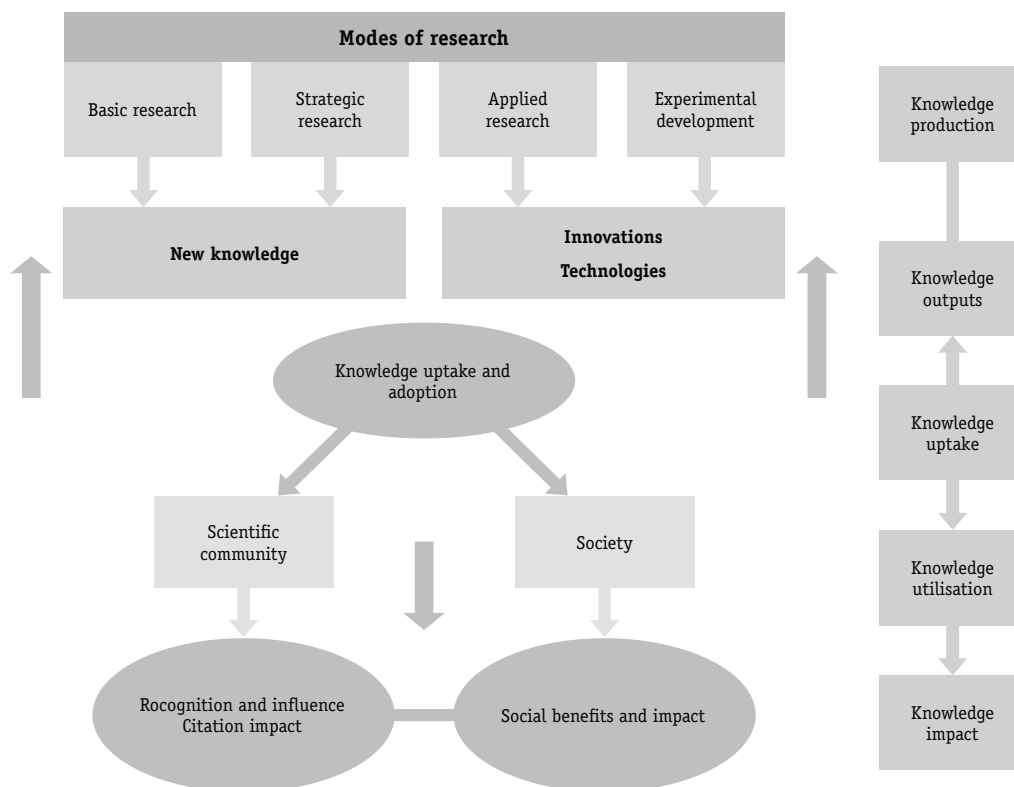 Modes of research
Basic research
Strategic
research
Applied
research
Experimental
development
New knowledge
Innovations
Technologies
Knowledge uptake and
adoption
Scientific
community
Society
Rocognition and influence
Citation impact
Social benefits and impact
Knowledge
production
Knowledge
outputs
Knowledge
uptake
Knowledge
utilisation
Knowledge
impact